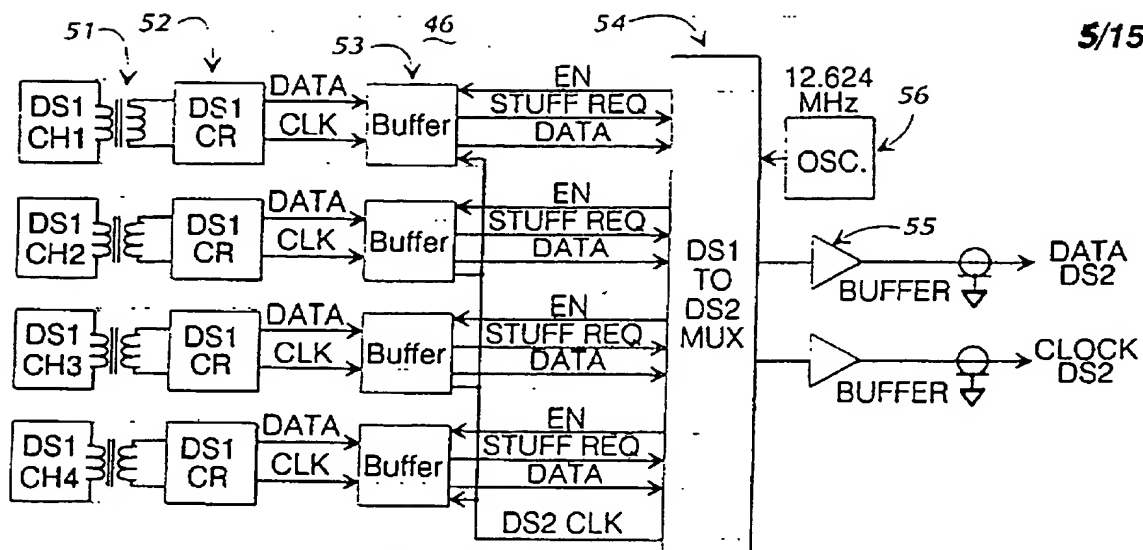 5/15
51
52
53
46
54
DS1
CH1
DS1
CR
DATA
CLK
Buffer
EN
STUFF REQ
DATA
12.624
MHz
OSC.
56
DS1
CH2
DS1
CR
DATA
CLK
Buffer
EN
STUFF REQ
DATA
DS1
TO
DS2
MUX
55
BUFFER
DATA
DS2
DS1
CH3
DS1
CR
DATA
CLK
Buffer
EN
STUFF REQ
DATA
BUFFER
CLOCK
DS2
DS1
CH4
DS1
CR
DATA
CLK
Buffer
EN
STUFF REQ
DATA
DS2 CLK